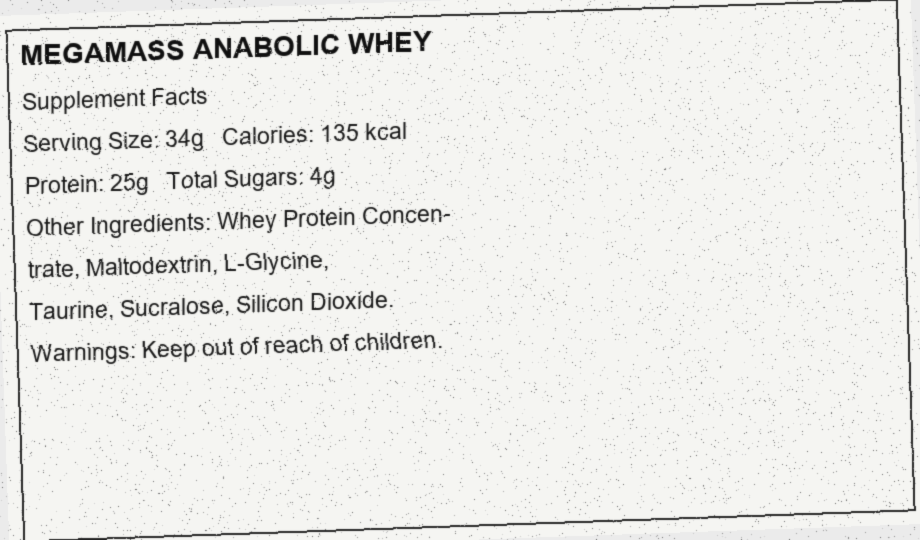 MEGAMASS ANABOLIC WHEY
Supplement Facts
Serving Size: 34g Calories: 135 kcal
Protein: 25g Total Sugars: 4g
Other Ingredients: Whey Protein Concen-
trate, Maltodextrin, L-Glycine,
Taurine, Sucralose, Silicon Dioxide.
Warnings: Keep out of reach of children.